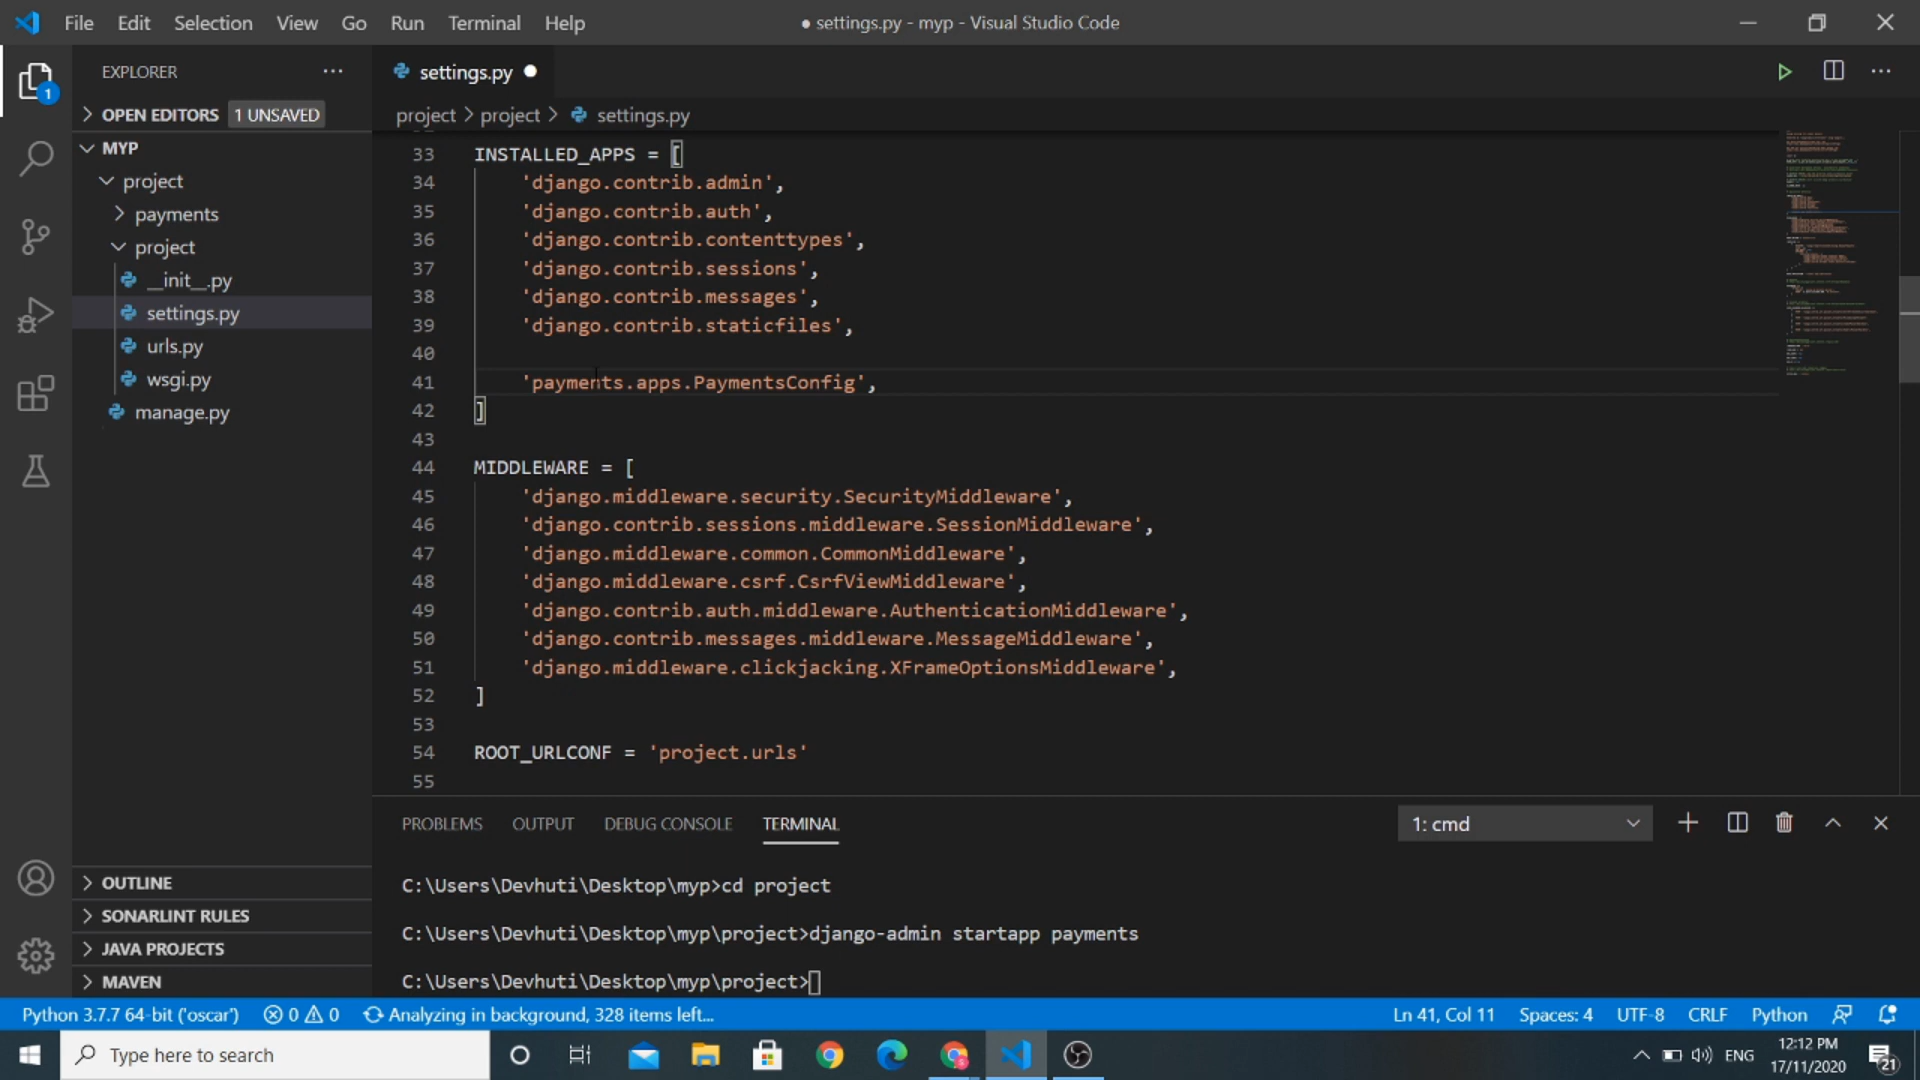 File Edit Selection View Go Run Terminal Help
● settings.py - myp - Visual Studio Code
EXPLORER
OPEN EDITORS 1 UNSAVED
MYP
project
payments
project
__init__.py
settings.py
urls.py
wsgi.py
manage.py
OUTLINE
SONARLINT RULES
JAVA PROJECTS
MAVEN
1
settings.py ●
project > project > settings.py
33 INSTALLED_APPS = [
34 'django.contrib.admin',
35 'django.contrib.auth',
36 'django.contrib.contenttypes',
37 'django.contrib.sessions',
38 'django.contrib.messages',
39 'django.contrib.staticfiles',
40
41 'payments.apps.PaymentsConfig',
42 ]
43
44 MIDDLEWARE = [
45 'django.middleware.security.SecurityMiddleware',
46 'django.contrib.sessions.middleware.SessionMiddleware',
47 'django.middleware.common.CommonMiddleware',
48 'django.middleware.csrf.CsrfViewMiddleware',
49 'django.contrib.auth.middleware.AuthenticationMiddleware',
50 'django.contrib.messages.middleware.MessageMiddleware',
51 'django.middleware.clickjacking.XFrameOptionsMiddleware',
52 ]
53
54 ROOT_URLCONF = 'project.urls'
55
PROBLEMS OUTPUT DEBUG CONSOLE TERMINAL
1: cmd
C:\Users\Devhuti\Desktop\myp>cd project
C:\Users\Devhuti\Desktop\myp\project>django-admin startapp payments
C:\Users\Devhuti\Desktop\myp\project>
Python 3.7.7 64-bit ('oscar') 0 0 Analyzing in background, 328 items left...
Ln 41, Col 11 Spaces: 4 UTF-8 CRLF Python
Type here to search
ENG
12:12 PM
17/11/2020
21